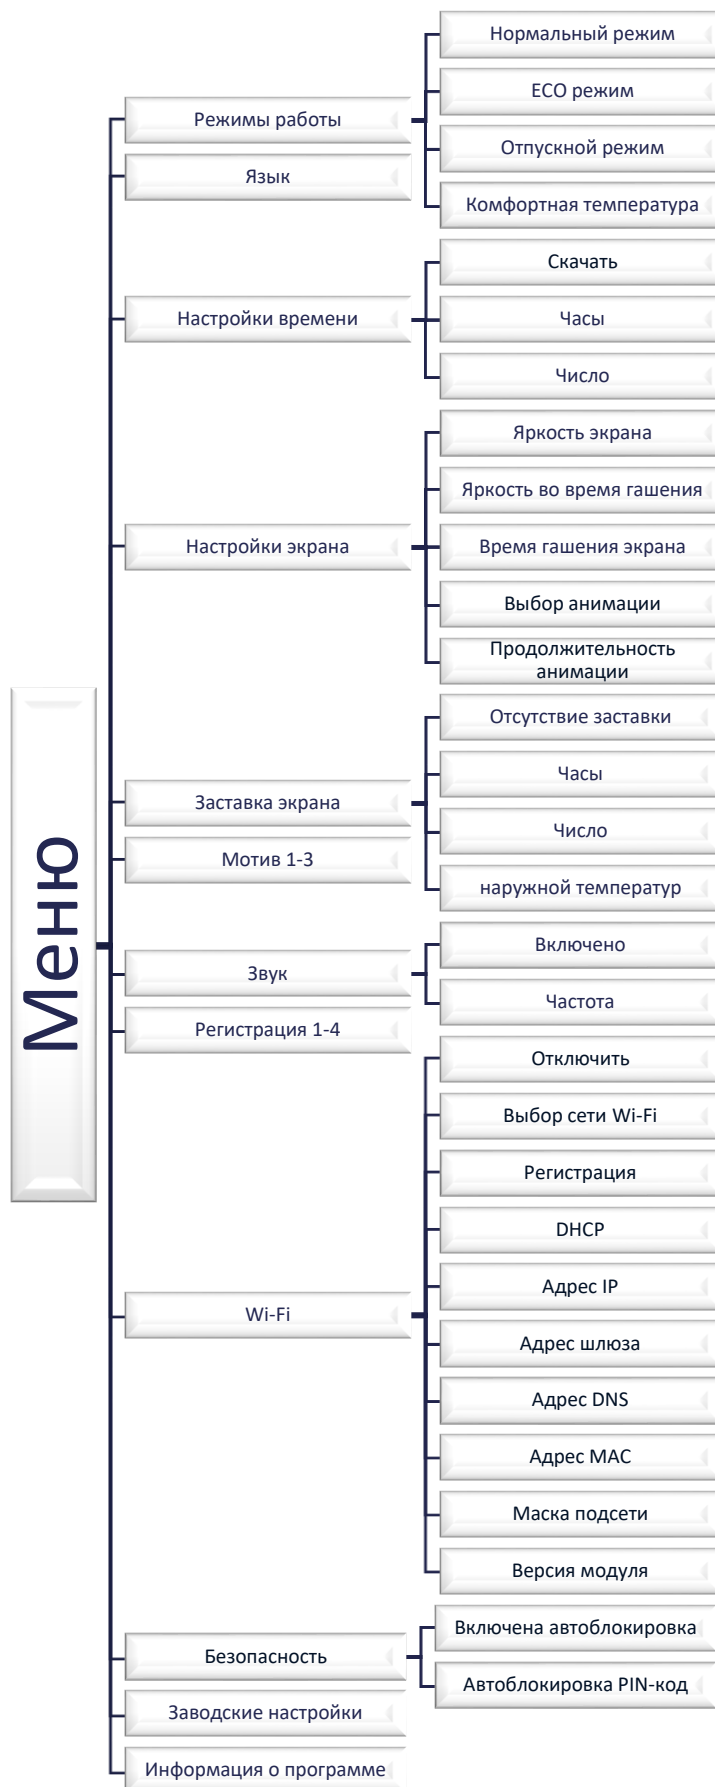 Меню
Режимы работы
Нормальный режим
ECO режим
Отпускной режим
Комфортная температура
Язык
Настройки времени
Скачать
Часы
Число
Настройки экрана
Яркость экрана
Яркость во время гашения
Время гашения экрана
Выбор анимации
Продолжительность
анимации
Заставка экрана
Отсутствие заставки
Часы
Число
наружной температур
Мотив 1-3
Звук
Включено
Частота
Регистрация 1-4
Wi-Fi
Отключить
Выбор сети Wi-Fi
Регистрация
DHCP
Адрес IP
Адрес шлюза
Адрес DNS
Адрес MAC
Маска подсети
Версия модуля
Безопасность
Включена автоблокировка
Автоблокировка PIN-код
Заводские настройки
Информация о программе